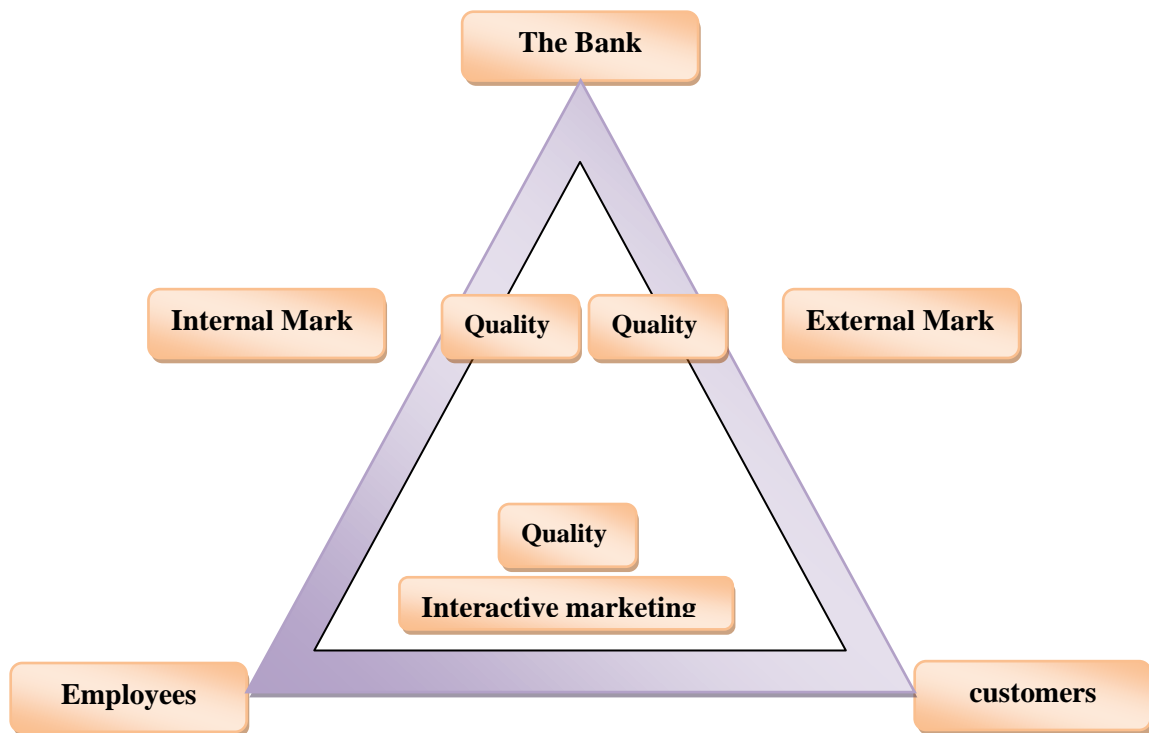 The Bank
Internal Mark
Quality
Quality
External Mark
Quality
Interactive marketing
Employees
customers